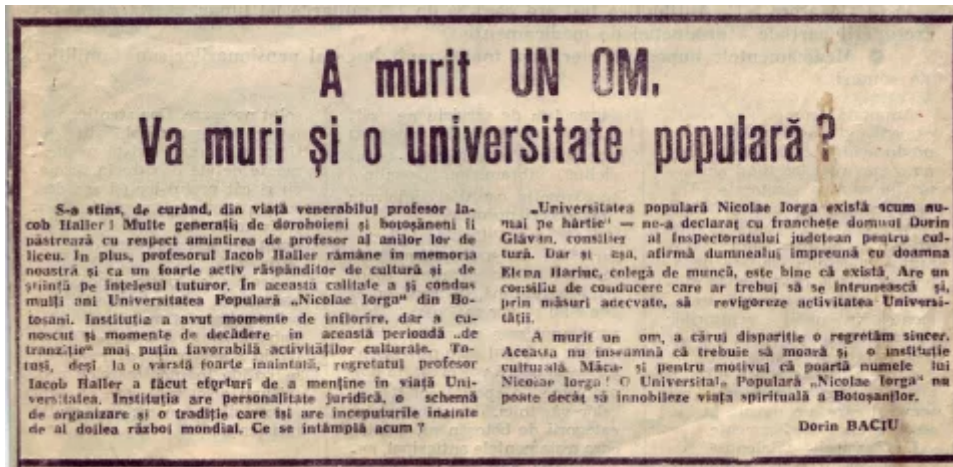 A murit UN OM.
Va muri și o universitate populară?
S-a stins, de curând, din viață venerabilul profesor Ia-
cob Haller! Multe generații de dorohoieni și botoșăneni îi
păstrează cu respect amintirea de profesor al anilor lor de
liceu. În plus, profesorul Iacob Haller rămâne în memoria
noastră și ca un foarte activ răspânditor de cultură și de
știință pe înțelesul tuturor. În această calitate a și condus
mulți ani Universitatea Populară „Nicolae Iorga" din Bo-
toșani. Instituția a avut momente de înflorire, dar a cu-
noscut și momente de decădere în această perioadă „de
tranziție" mai puțin favorabilă activităților culturale. To-
tuși, deși la o vârstă foarte înaintată, regretatul profesor
Iacob Haller a făcut eforturi de a menține în viață Uni-
versitatea. Instituția are personalitate juridică, o schemă
de organizare și o tradiție care își are începuturile înainte
de al doilea război mondial. Ce se întâmplă acum?
„Universitatea populară Nicolae Iorga există acum nu-
mai pe hârtie" — ne-a declarat cu franchețe domnul Dorin
Glăvan, consilier al Inspectoratului județean pentru cul-
tură. Dar și așa, afirmă dumnealui împreună cu doamna
Elena Hariuc, colegă de muncă, este bine că există. Are un
consiliu de conducere care ar trebui să se întrunească și,
prin măsuri adecvate, să revigoreze activitatea Universi-
tății.
A murit un om, a cărui dispariție o regretăm sincer.
Aceasta nu înseamnă că trebuie să moară și o instituție
culturală. Măcar și pentru motivul că poartă numele lui
Nicolae Iorga! O Universitate Populară „Nicolae Iorga" nu
poate decât să înnobileze viața spirituală a Botoșanilor.
Dorin BACIU